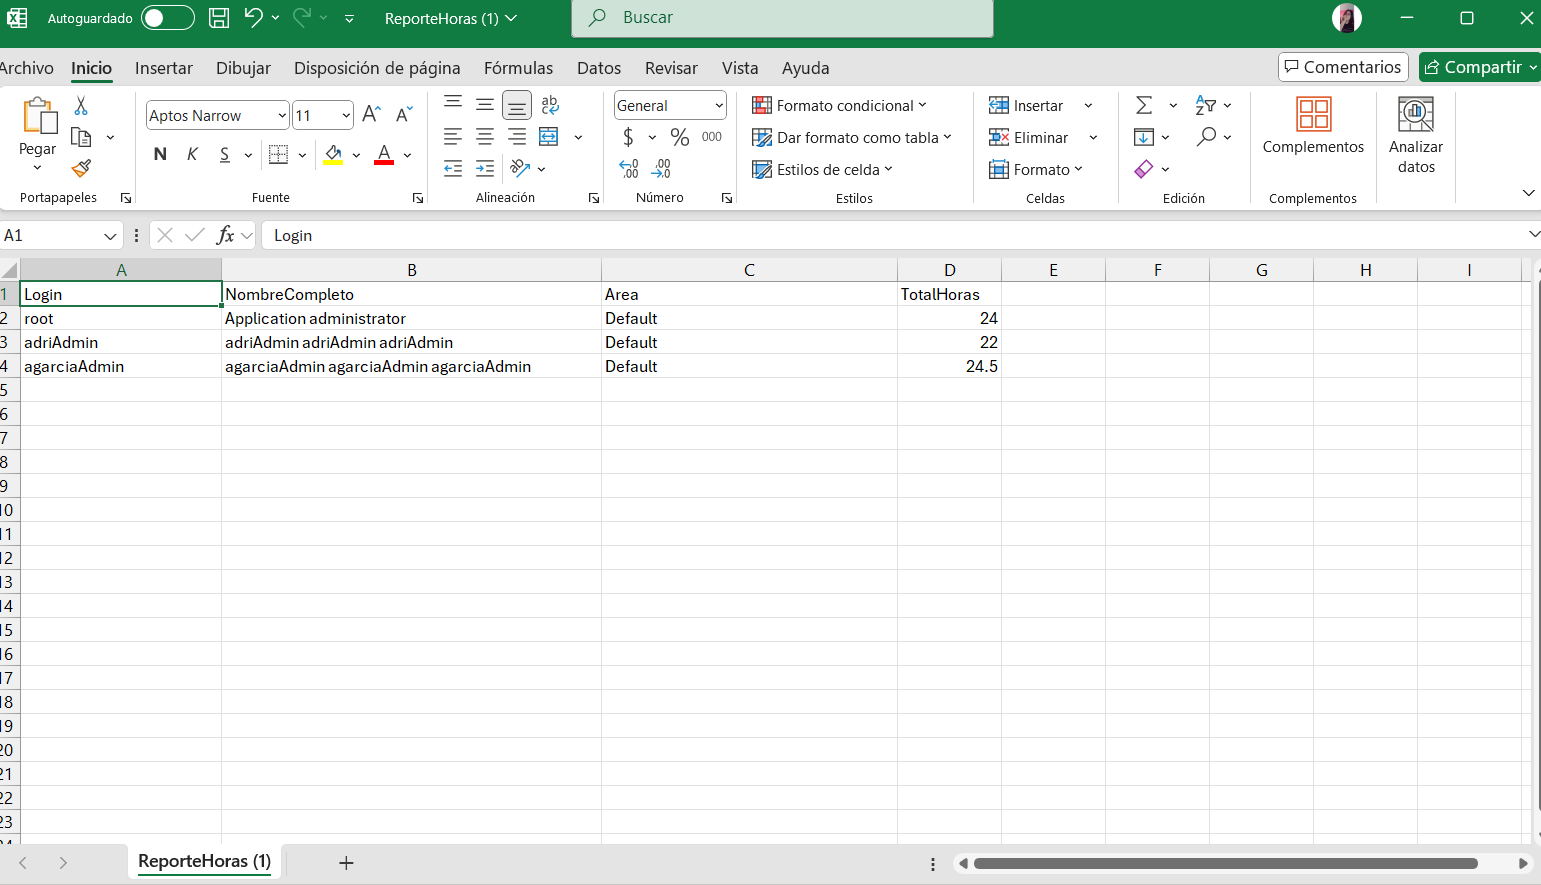 Autoguardado
ReporteHoras (1)
Buscar
Archivo Inicio Insertar Dibujar Disposición de página Fórmulas Datos Revisar Vista Ayuda
Comentarios Compartir
Pegar
Portapapeles
Aptos Narrow 11
N K S
Fuente
Alineación
General
$ % 000
Número
Formato condicional
Dar formato como tabla
Estilos de celda
Estilos
Insertar
Eliminar
Formato
Celdas
Edición
Complementos
Complementos
Analizar
datos
A1 fx Login
A B C D E F G H I
1 Login NombreCompleto Area TotalHoras
2 root Application administrator Default 24
3 adriAdmin adriAdmin adriAdmin adriAdmin Default 22
4 agarciaAdmin agarciaAdmin agarciaAdmin agarciaAdmin Default 24.5
5
6
7
8
9
10
11
12
13
14
15
16
17
18
19
20
21
22
23
ReporteHoras (1)